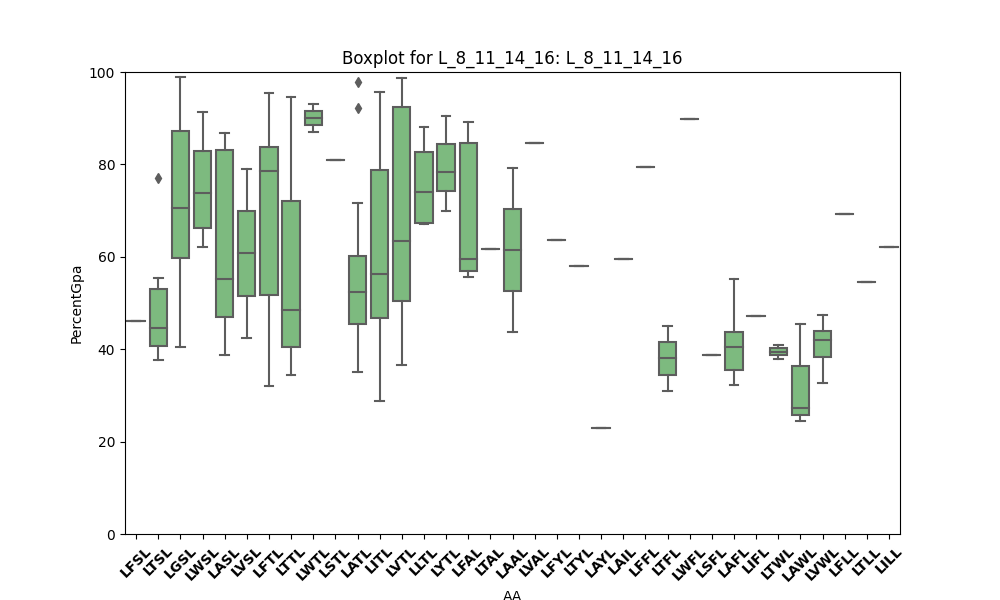 Boxplot for L_8_11_14_16: L_8_11_14_16
100
80
60
40
20
0
PercentGpa
LFSL LTSL LGSL LWSL LASL LVSL LFTL LTTL LWTL LSTL LATL LITL LVTL LLTL LYTL LFAL LTAL LAAL LVAL LFYL LTYL LAYL LAIL LFFL LTFL LWFL LSFL LAFL LIFL LTWL LAWL LVWL LFLL LTLL LILL
AA